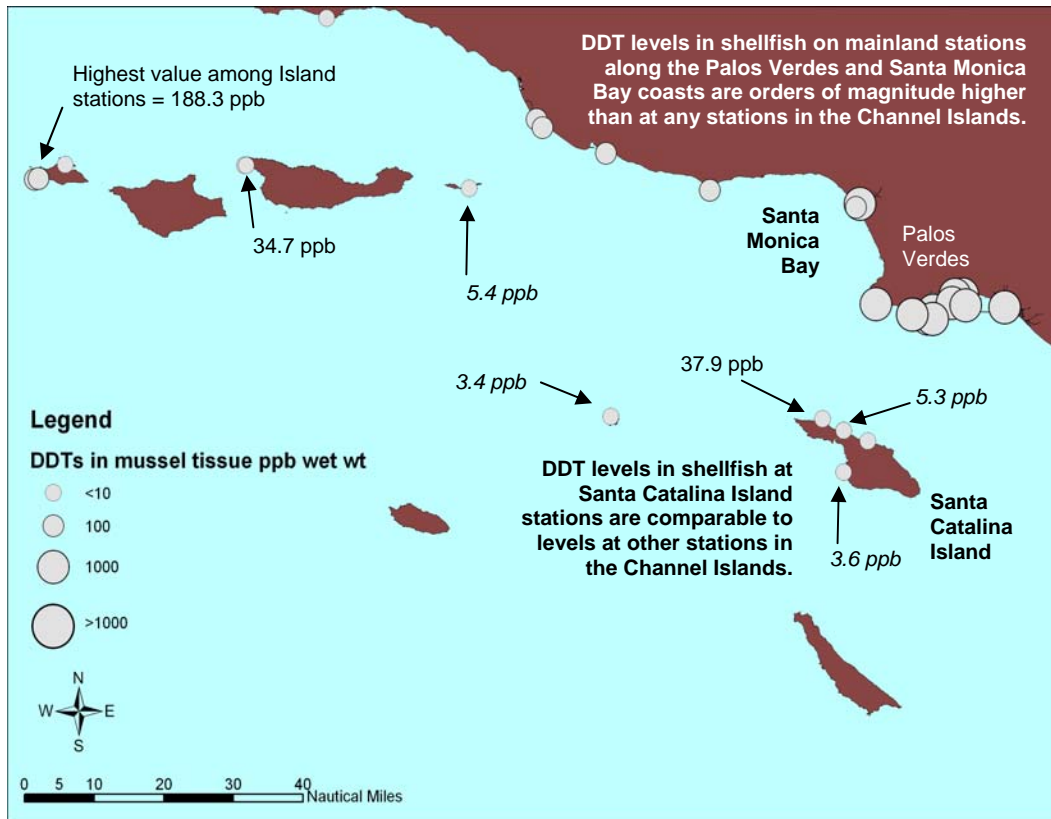 DDT levels in shellfish on mainland stations
along the Palos Verdes and Santa Monica
Bay coasts are orders of magnitude higher
than at any stations in the Channel Islands.
Highest value among Island
stations = 188.3 ppb
34.7 ppb
5.4 ppb
Santa
Monica
Bay
Palos
Verdes
3.4 ppb
37.9 ppb
5.3 ppb
3.6 ppb
DDT levels in shellfish at
Santa Catalina Island
stations are comparable to
levels at other stations in
the Channel Islands.
Santa
Catalina
Island
Legend
DDTs in mussel tissue ppb wet wt
<10
100
1000
>1000
N
W E
S
0 5 10 20 30 40
Nautical Miles